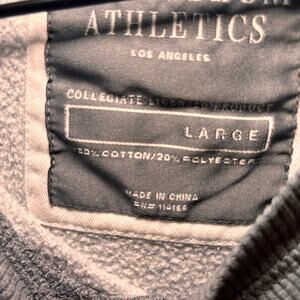 ATHLETICS
LOS ANGELES
COLLEGIATE LICENSED PRODUCT
LARGE
80% COTTON/20% POLYESTER
MADE IN CHINA